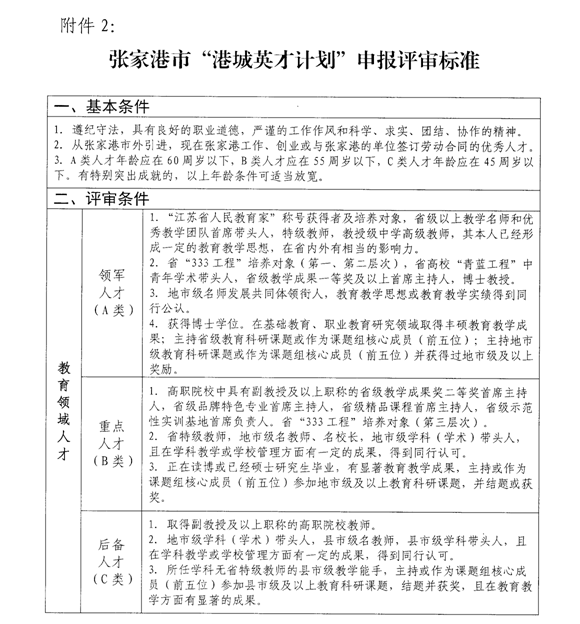 附件 2：
张家港市“港城英才计划”申报评审标准
一、基本条件
1. 遵纪守法，具有良好的职业道德，严谨的工作作风和科学、求实、团结、协作的精神。
2. 从张家港市外引进，现在张家港工作、创业或与张家港的单位签订劳动合同的优秀人才。
3. A 类人才年龄应在 60 周岁以下，B 类人才应在 55 周岁以下，C 类人才年龄应在 45 周岁以
下。有特别突出成就的，以上年龄条件可适当放宽。
二、评审条件
教育领域人才
领军
人才
（A 类）
1. “江苏省人民教育家”称号获得者及培养对象，省级以上教学名师和优
秀教学团队首席带头人，特级教师，教授级中学高级教师，其本人已经形
成一定的教育教学思想，在省内外有相当的影响力。
2. 省“333 工程”培养对象（第一、第二层次），省高校“青蓝工程”中
青年学术带头人，省级教学成果一等奖及以上首席主持人，博士教授。
3. 地市级名师发展共同体领衔人，教育教学思想或教育教学实绩得到同
行公认。
4. 获得博士学位。在基础教育、职业教育研究领域取得丰硕教育教学成
果；主持省级教育科研课题或作为课题组核心成员（前五位）；主持地市
级教育科研课题或作为课题组核心成员（前五位）并获得过地市级及以上
奖励。
重点
人才
（B 类）
1. 高职院校中具有副教授及以上职称的省级教学成果奖二等奖首席主持
人，省级品牌特色专业首席主持人，省级精品课程首席主持人，省级示范
性实训基地首席负责人。省“333 工程”培养对象（第三层次）。
2. 省特级教师，地市级名教师、名校长，地市级学科（学术）带头人，
且在学科教学或学校管理方面有一定的成果，得到同行认可。
3. 正在读博或已经硕士研究生毕业，有显著教育教学成果，主持或作为
课题组核心成员（前五位）参加地市级及以上教育科研课题，并结题或获
奖。
后备
人才
（C 类）
1. 取得副教授及以上职称的高职院校教师。
2. 地市级学科（学术）带头人，县市级名教师，县市级学科带头人，且
在学科教学或学校管理方面有一定的成果，得到同行认可。
3. 所任学科无省特级教师的县市级教学能手，主持或作为课题组核心成
员（前五位）参加县市级及以上教育科研课题，结题并获奖，且在教育教
学方面有显著的成果。